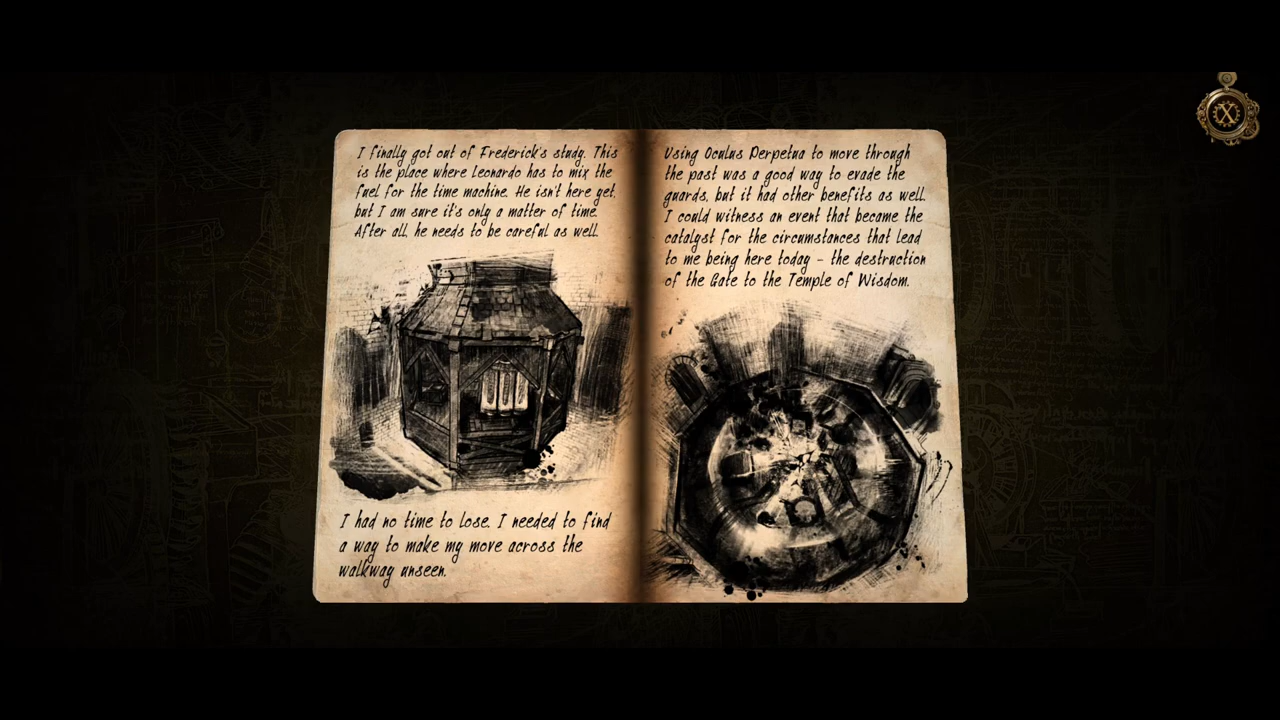 I finally got out of Frederick's study. This
is the place where Leonardo has to mix the
fuel for the time machine. He isn't here yet,
but I am sure it's only a matter of time.
After all, he needs to be careful as well.
I had no time to lose. I needed to find
a way to make my move across the
walkway unseen.
Using Oculus Perpetua to move through
the past was a good way to evade the
guards, but it had other benefits as well.
I could witness an event that became the
catalyst for the circumstances that lead
to me being here today - the destruction
of the Gate to the Temple of Wisdom.
X